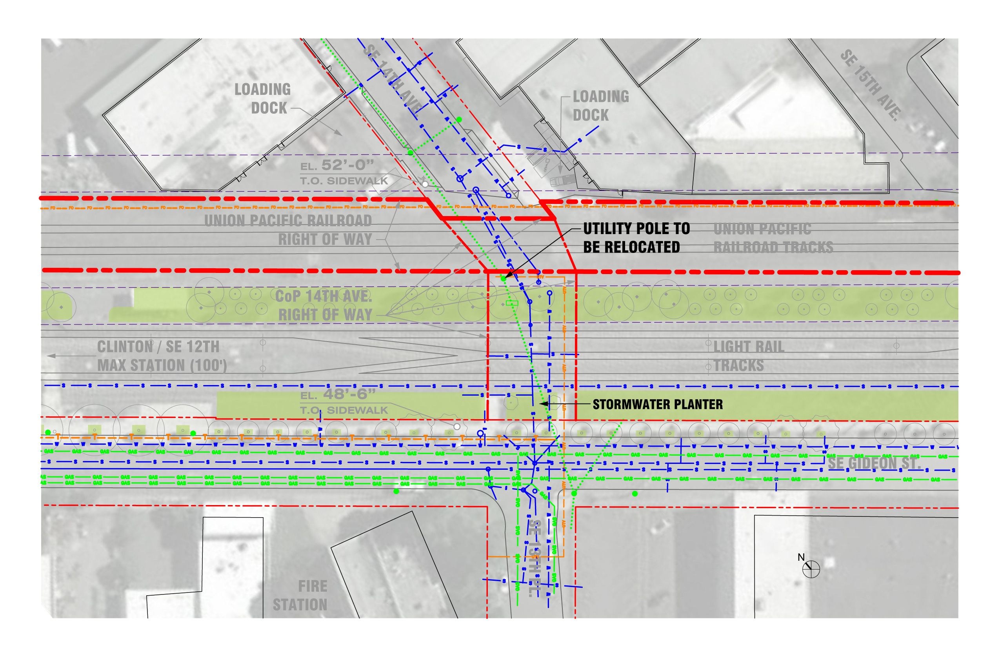 SE 14TH AVE.
SE 15TH AVE.
LOADING
DOCK
LOADING
DOCK
EL. 52’-0”
T.O. SIDEWALK
UNION PACIFIC RAILROAD
RIGHT OF WAY
UTILITY POLE TO
BE RELOCATED
UNION PACIFIC
RAILROAD TRACKS
CoP 14TH AVE.
RIGHT OF WAY
CLINTON / SE 12TH
MAX STATION (100')
LIGHT RAIL
TRACKS
EL. 48’-6”
T.O. SIDEWALK
STORMWATER PLANTER
SE GIDEON ST.
SE 13TH PL.
FIRE
STATION
N